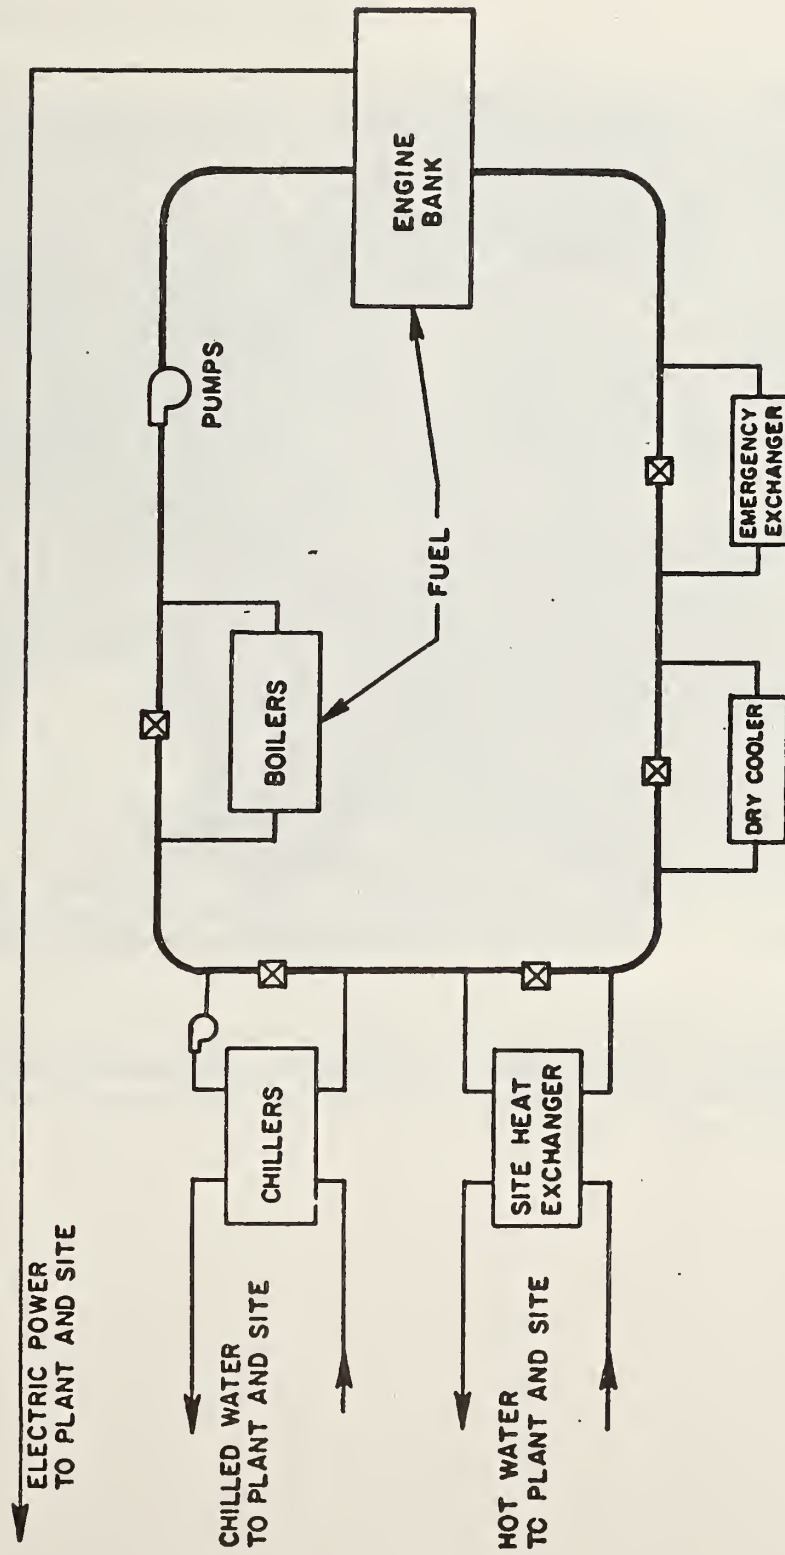 ELECTRIC POWER
TO PLANT AND SITE
CHILLED WATER
TO PLANT AND SITE
HOT WATER
TO PLANT AND SITE
CHILLERS
SITE HEAT
EXCHANGER
BOILERS
PUMPS
FUEL
ENGINE
BANK
DRY COOLER
EMERGENCY
EXCHANGER